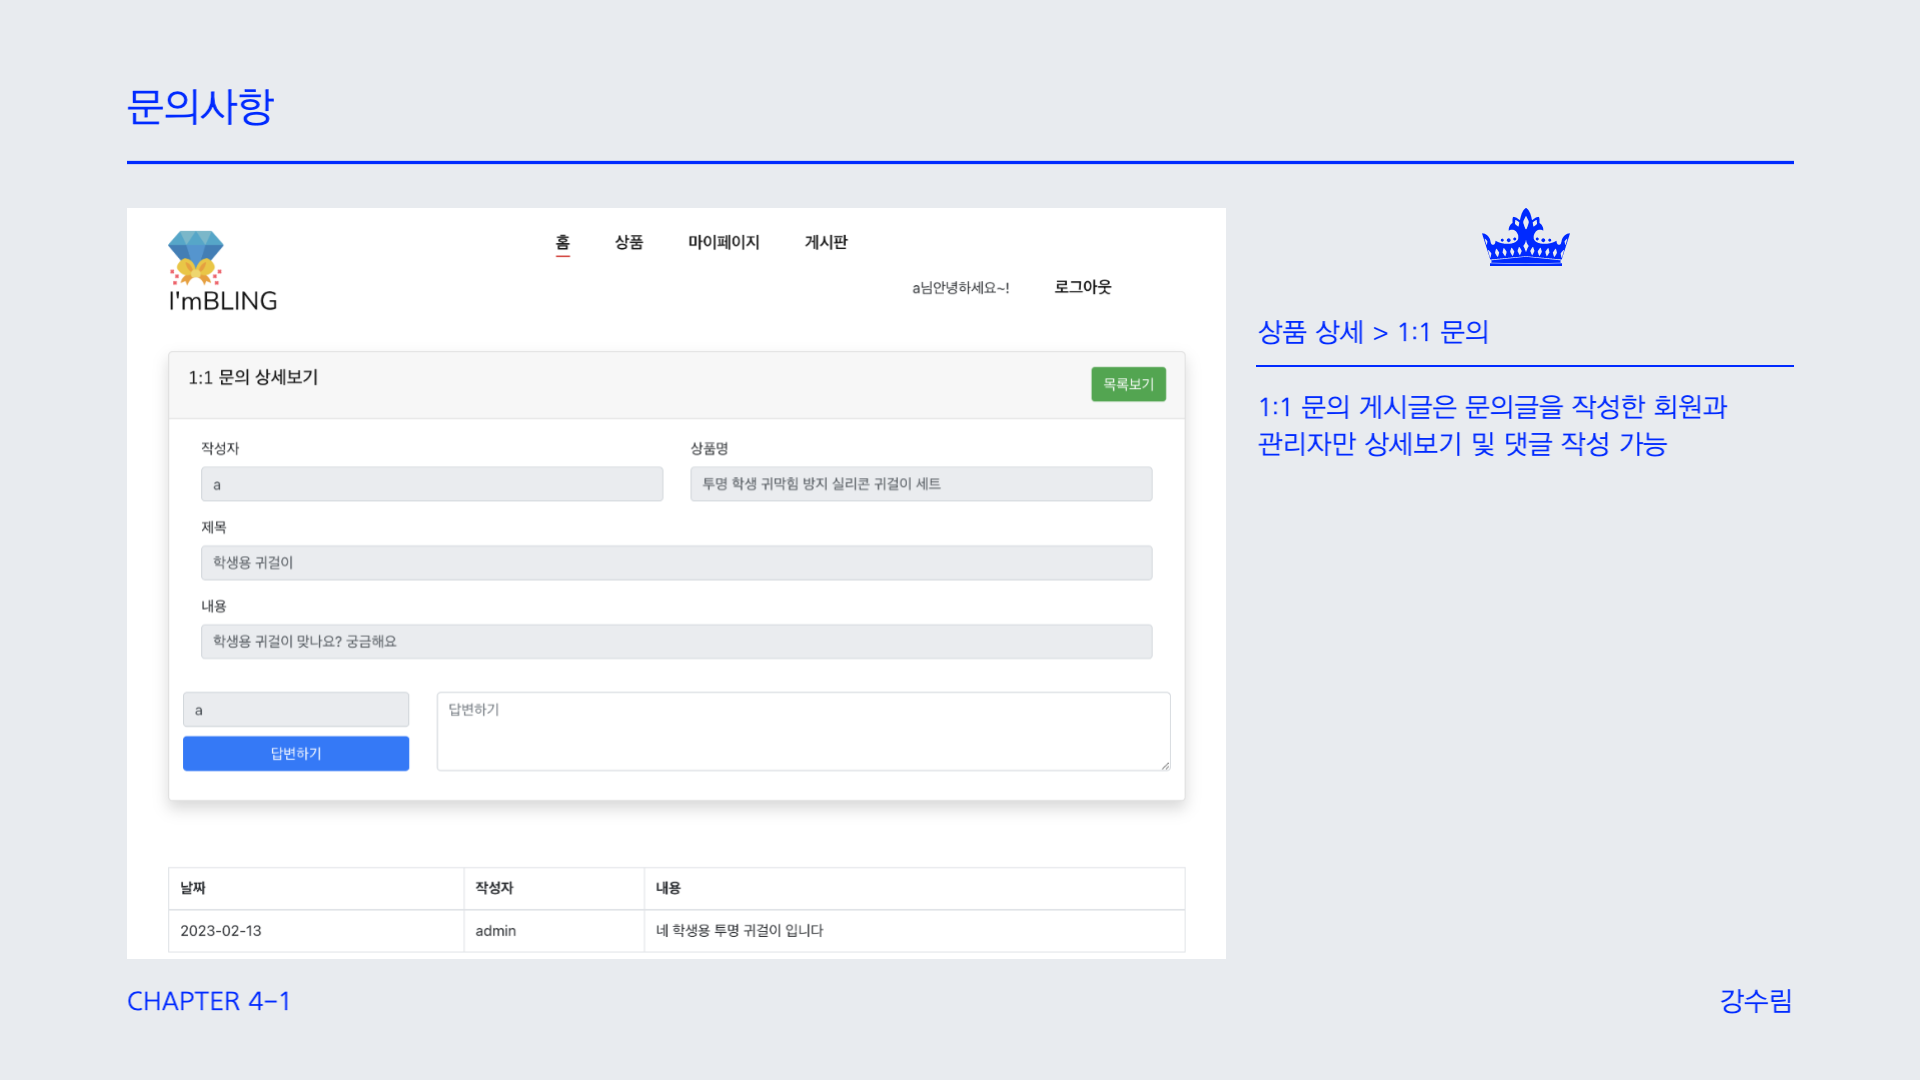 문의사항
홈 상품 마이페이지 게시판
a님안녕하세요~! 로그아웃
I'mBLING
1:1 문의 상세보기
목록보기
작성자 상품명
a 투명 학생 귀막힘 방지 실리콘 귀걸이 세트
제목
학생용 귀걸이
내용
학생용 귀걸이 맞나요? 궁금해요
a
답변하기
답변하기
날짜 작성자 내용
2023-02-13 admin 네 학생용 투명 귀걸이 입니다
상품 상세 > 1:1 문의
1:1 문의 게시글은 문의글을 작성한 회원과
관리자만 상세보기 및 댓글 작성 가능
CHAPTER 4-1
강수림